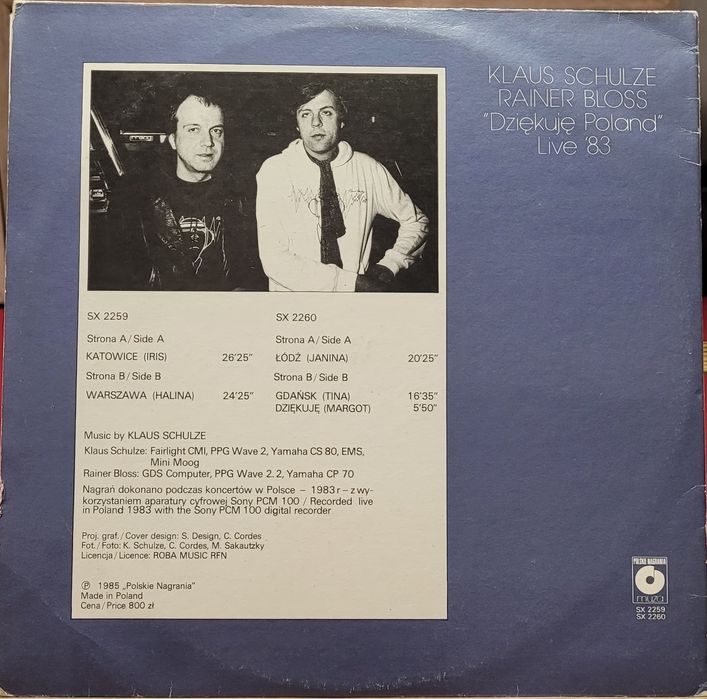 KLAUS SCHULZE
RAINER BLOSS
"Dziękuję Poland"
Live '83
SX 2259
Strona A/Side A
KATOWICE (IRIS) 26'25"
Strona B/Side B
WARSZAWA (HALINA) 24'25"
SX 2260
Strona A/Side A
ŁÓDŹ (JANINA) 20'25"
Strona B/Side B
GDAŃSK (TINA) 16'35"
DZIĘKUJĘ (MARGOT) 5'50"
Music by KLAUS SCHULZE
Klaus Schulze: Fairlight CMI, PPG Wave 2, Yamaha CS 80, EMS,
Mini Moog
Rainer Bloss: GDS Computer, PPG Wave 2. 2, Yamaha CP 70
Nagrań dokonano podczas koncertów w Polsce – 1983 r – z wy-
korzystaniem aparatury cyfrowej Sony PCM 100 / Recorded live
in Poland 1983 with the Sony PCM 100 digital recorder
Proj. graf./Cover design: S. Design, C. Cordes
Fot./Foto: K. Schulze, C. Cordes, M. Sakautzky
Licencja/Licence: ROBA MUSIC RFN
℗ 1985 „Polskie Nagrania"
Made in Poland
Cena/Price 800 zł
POLSKIE NAGRANIA
muza
SX 2259
SX 2260